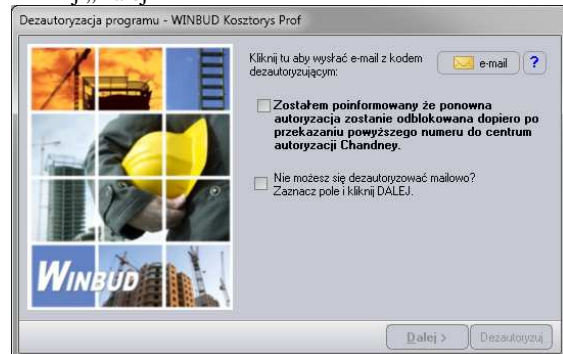 Dezautoryzacja programu - WINBUD Kosztorys Prof
Kliknij tu aby wysłać e-mail z kodem
dezautoryzującym:
e-mail
?
Zostałem poinformowany że ponowna
autoryzacja zostanie odblokowana dopiero po
przekazaniu powyższego numeru do centrum
autoryzacji Chandney.
Nie możesz się dezautoryzować mailowo?
Zaznacz pole i kliknij DALEJ.
WINBUD
Dalej >
Dezautoryzuj